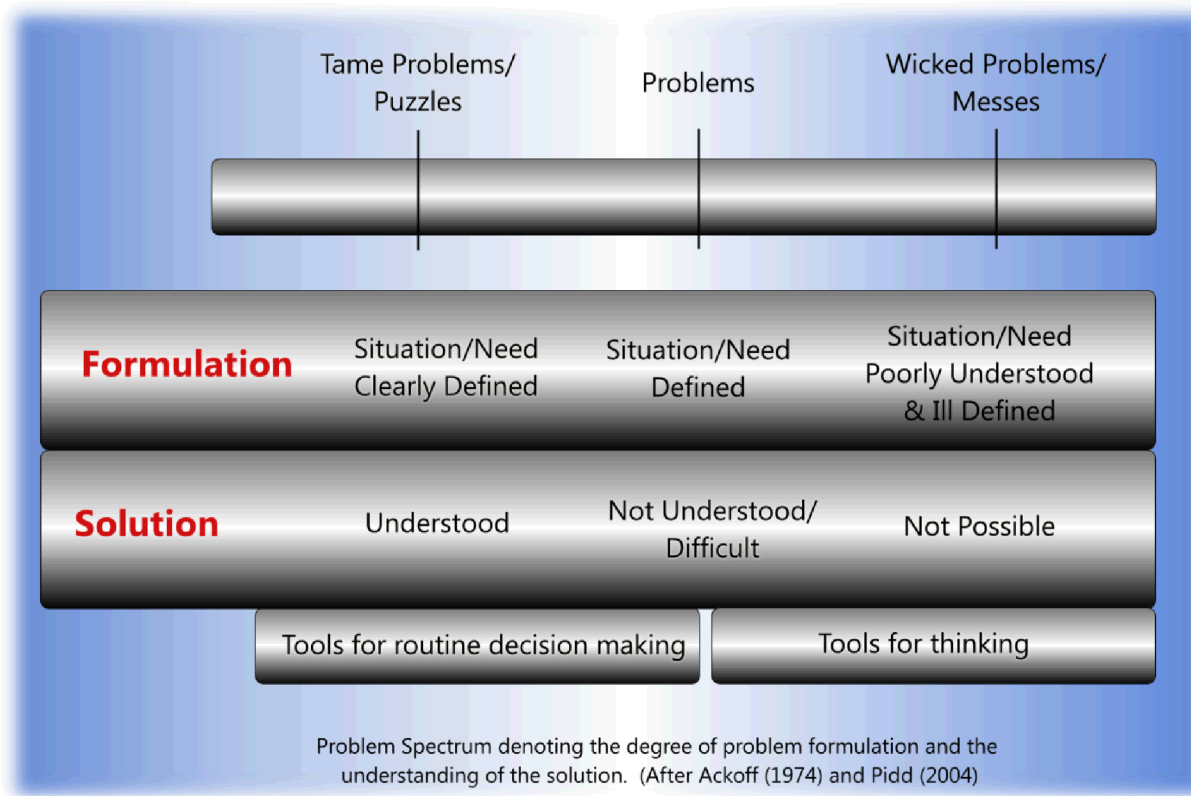 Tame Problems/
Puzzles
Problems
Wicked Problems/
Messes
Formulation
Situation/Need
Clearly Defined
Situation/Need
Defined
Situation/Need
Poorly Understood
& Ill Defined
Solution
Understood
Not Understood/
Difficult
Not Possible
Tools for routine decision making
Tools for thinking
Problem Spectrum denoting the degree of problem formulation and the
understanding of the solution.  (After Ackoff (1974) and Pidd (2004)